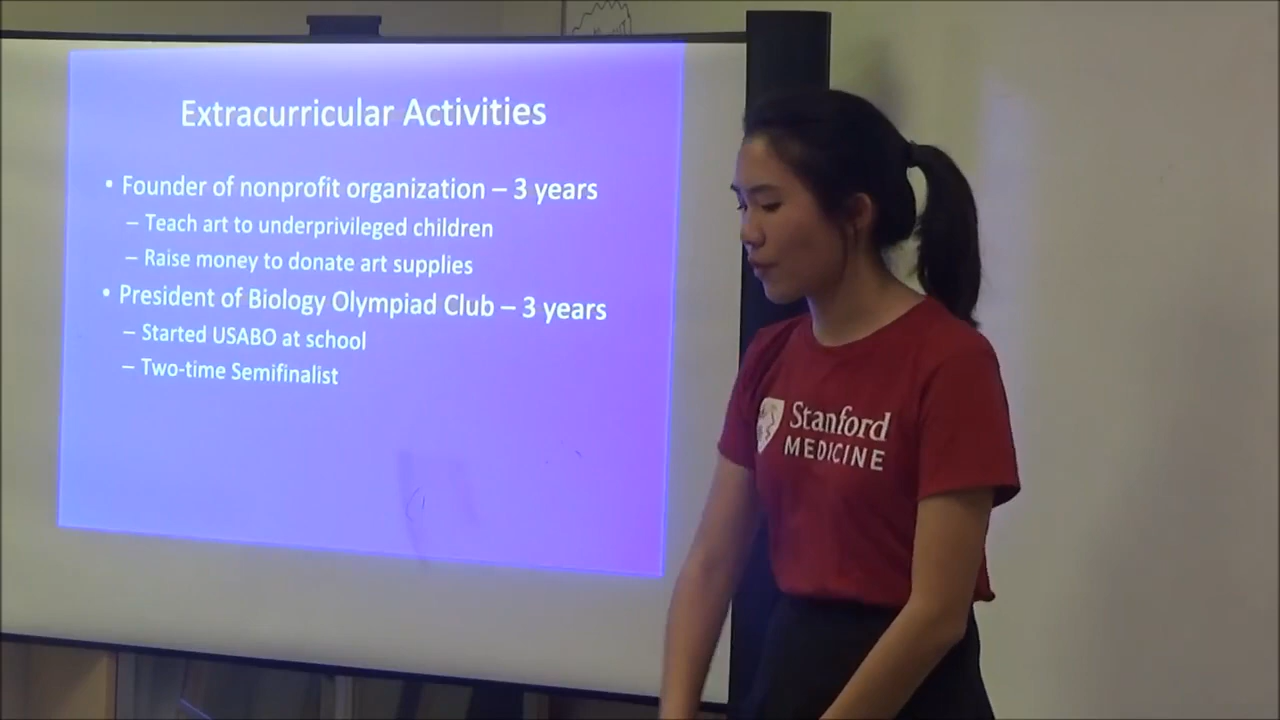 Extracurricular Activities
• Founder of nonprofit organization – 3 years
– Teach art to underprivileged children
– Raise money to donate art supplies
• President of Biology Olympiad Club – 3 years
– Started USABO at school
– Two-time Semifinalist
Stanford
MEDICINE